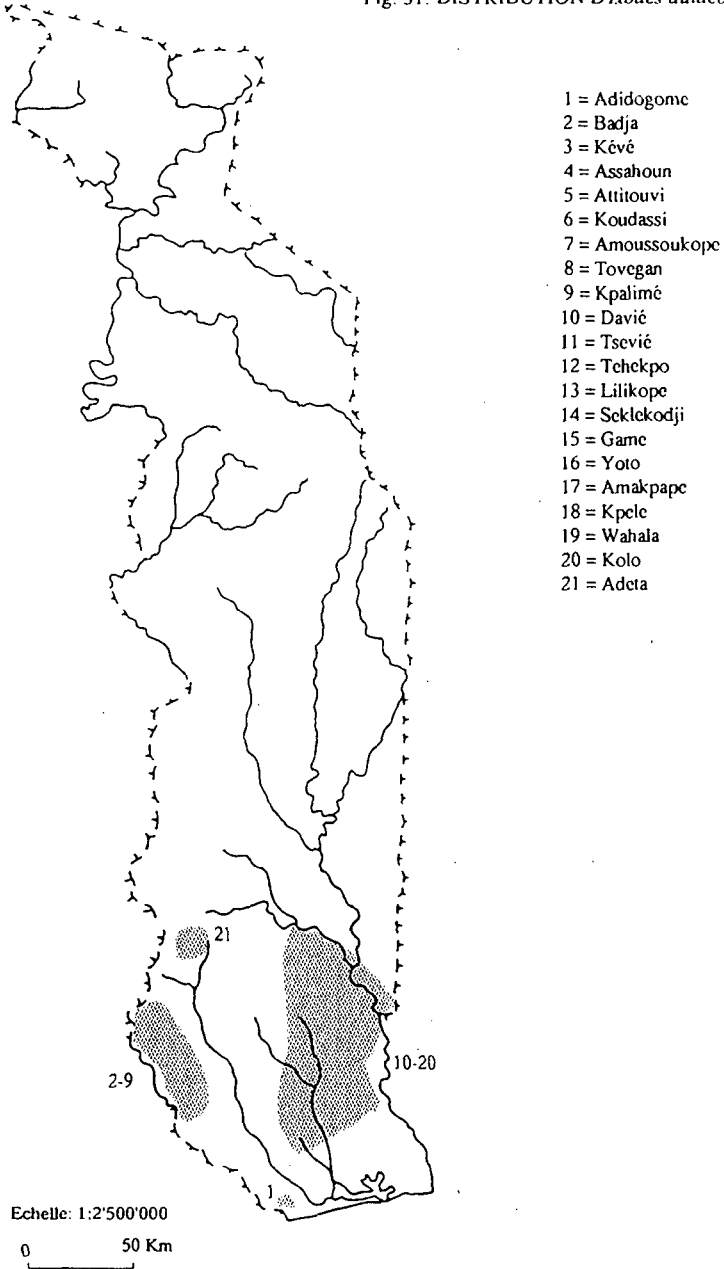 Fig. 31: DISTRIBUTION D'
1 = Adidogome
2 = Badja
3 = Kévé
4 = Assahoun
5 = Attitouvi
6 = Koudassi
7 = Amoussoukope
8 = Tovegan
9 = Kpalimé
10 = Davié
11 = Tsevié
12 = Tchekpo
13 = Lilikope
14 = Seklekodji
15 = Game
16 = Yoto
17 = Amakpape
18 = Kpele
19 = Wahala
20 = Kolo
21 = Adeta
21
2-9
10-20
1
Echelle: 1:2'500'000
0 50 Km